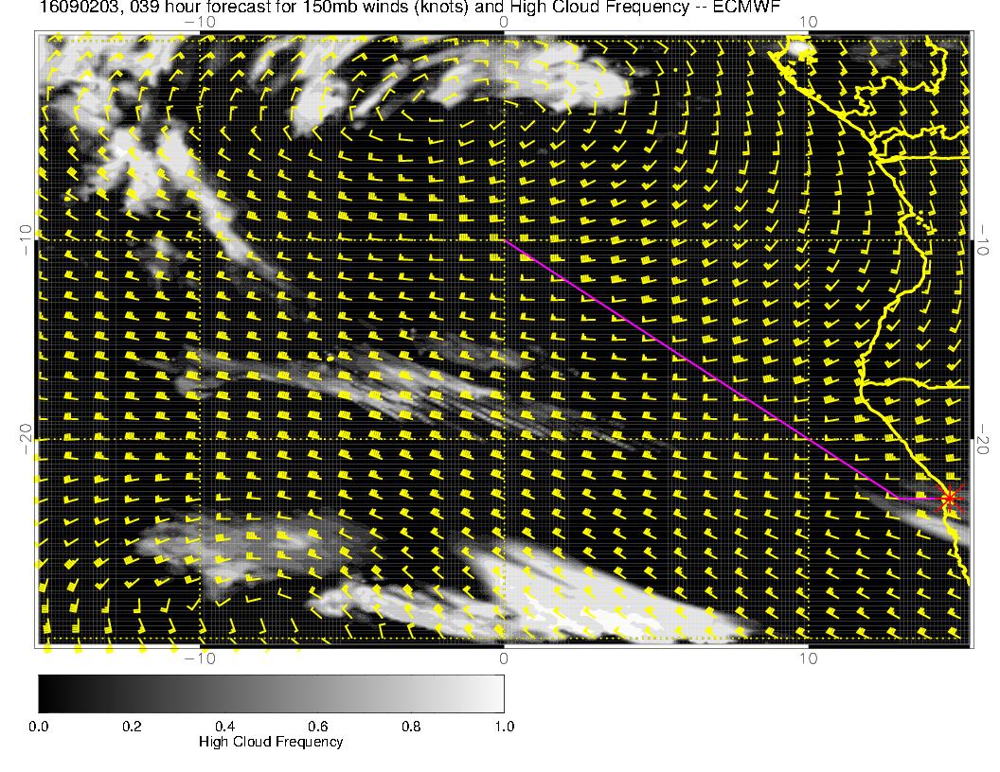 16090203, 039 hour forecast for 150mb winds (knots) and High Cloud Frequency -- ECMWF
−10 0 10
−10 −10
−20 −20
−10 0 10
0.0 0.2 0.4 0.6 0.8 1.0
High Cloud Frequency